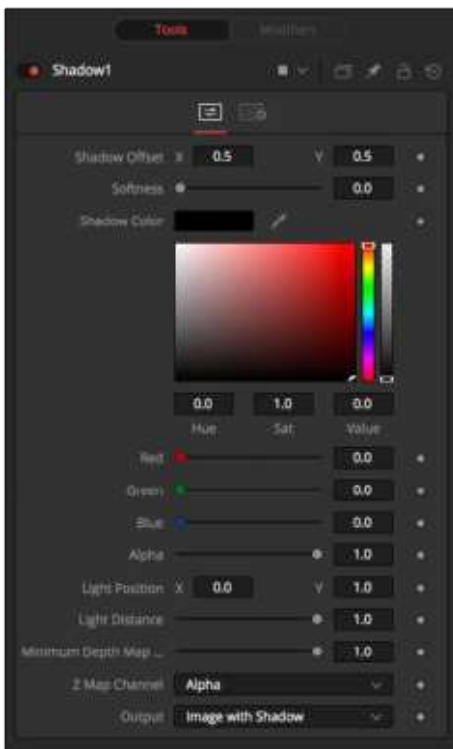 Tools Modifiers
Shadow1
Shadow Offset X 0.5 Y 0.5
Softness 0.0
Shadow Color
0.0 1.0 0.0
Hue Sat Value
Red 0.0
Green 0.0
Blue 0.0
Alpha 1.0
Light Position X 0.0 Y 1.0
Light Distance 1.0
Minimum Depth Map ... 1.0
Z Map Channel Alpha
Output Image with Shadow